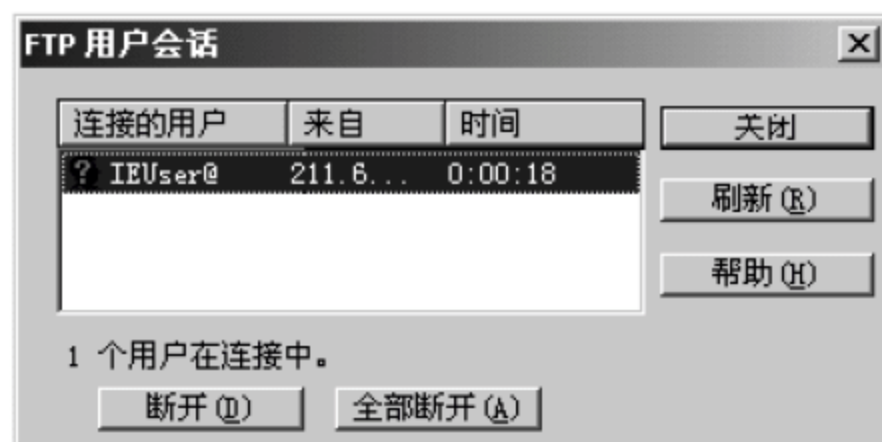 FTP 用户会话
连接的用户 来自 时间 关闭
IEUser@ 211.6... 0:00:18
刷新(R)
帮助(H)
1 个用户在连接中。
断开(D) 全部断开(A)